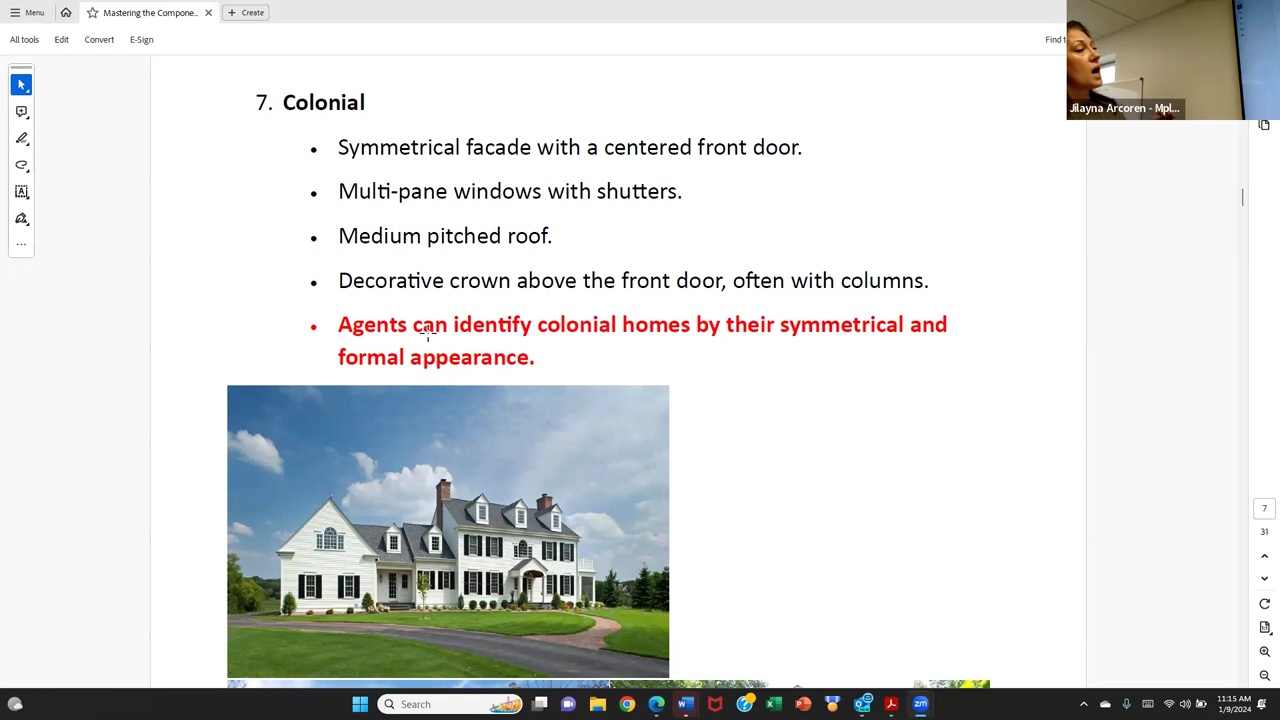 Menu
Mastering the Compone...
Create
All tools
Edit
Convert
E-Sign
Find to
Jilayna Arcoren - Mpl...
7. Colonial
• Symmetrical facade with a centered front door.
• Multi-pane windows with shutters.
• Medium pitched roof.
• Decorative crown above the front door, often with columns.
• Agents can identify colonial homes by their symmetrical and
formal appearance.
7
31
Search
11:15 AM
1/9/2024